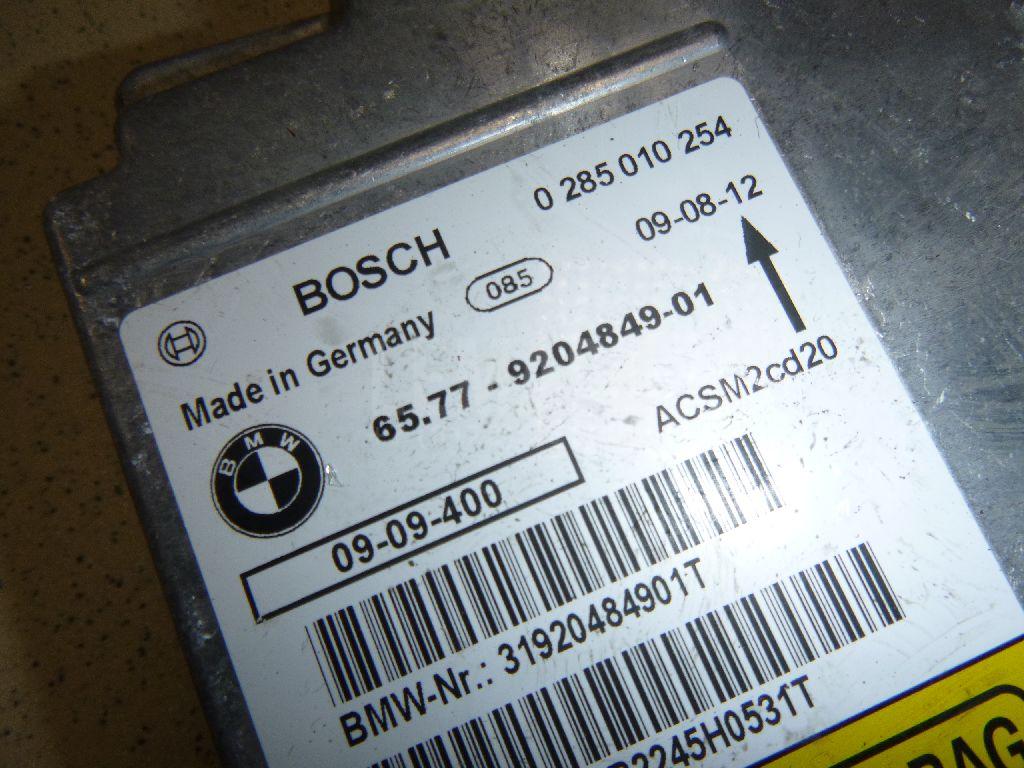 0 285 010 254
09-08-12
BOSCH
085
Made in Germany
65.77 - 9204849-01
ACSM2cd20
BMW
09-09-400
BMW-Nr.: 31920484901T
2245H0531T
BAG